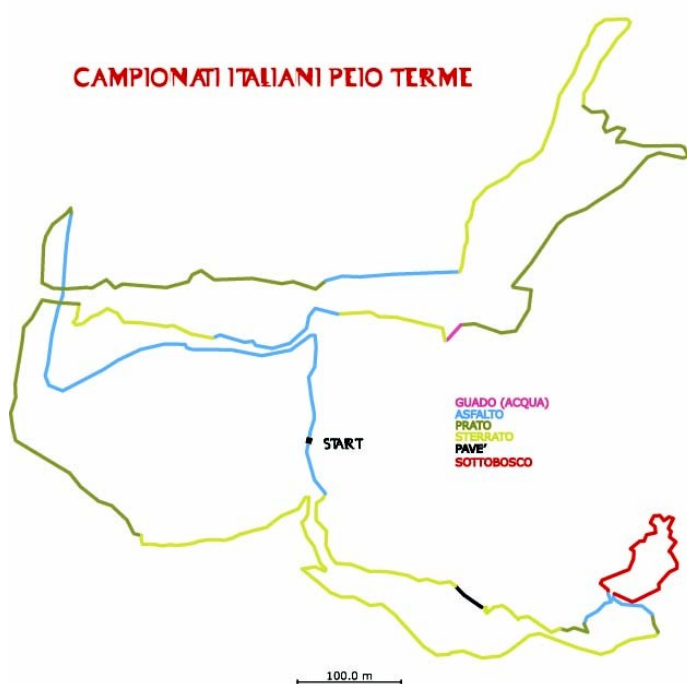 CAMPIONATI ITALIANI PEIO TERME
START
GUADO (ACQUA)
ASFALTO
PRATO
STERRATO
PAVE'
SOTTOBOSCO
100.0 m